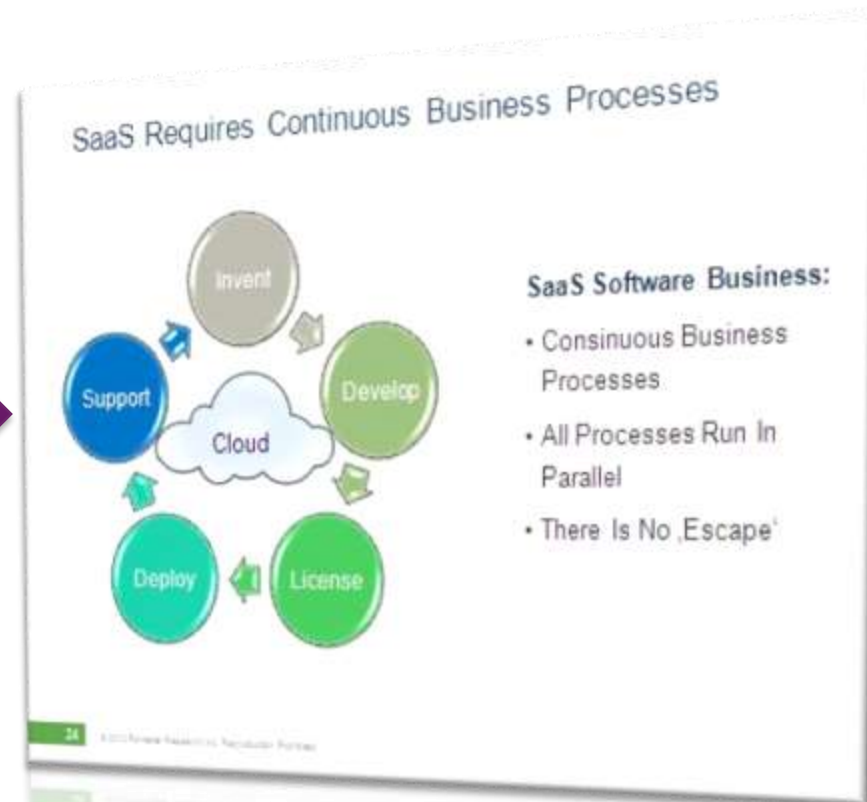 SaaS Requires Continuous Business Processes
Invent
Support
Develop
Cloud
Deploy
License
SaaS Software Business:
• Consinuous Business
Processes
• All Processes Run In
Parallel
• There Is No ‚Escape‘
24